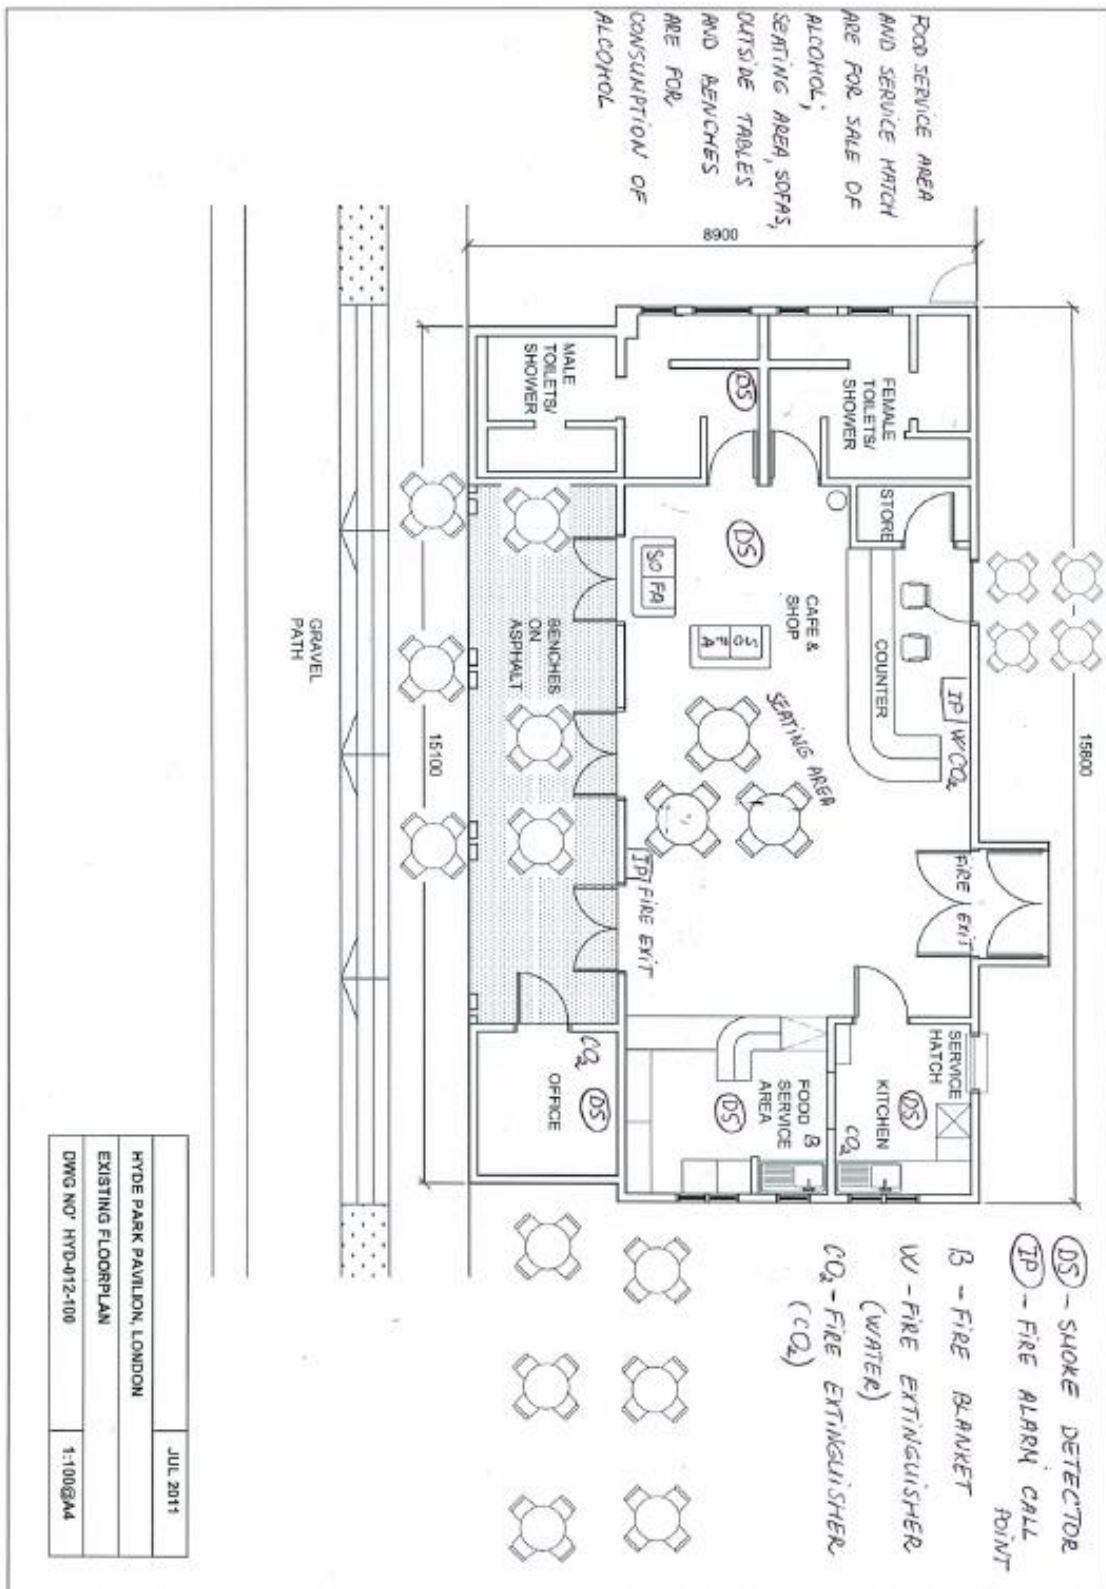 FOOD SERVICE AREA
AND SERVICE HATCH
ARE FOR SALE OF
ALCOHOL;
SEATING AREA, SOFAS,
OUTSIDE TABLES
AND BENCHES
ARE FOR
CONSUMPTION OF
ALCOHOL
8900
15800
MALE
TOILETS/
SHOWER
DS
FEMALE
TOILETS/
SHOWER
STORE
DS
SOFA
SOFA
CAFE &
SHOP
COUNTER
IP/WCO2
SEATING AREA
BENCHES
ON
ASPHALT
15100
GRAVEL
PATH
IP/FIRE EXIT
FIRE EXIT
SERVICE
HATCH
KITCHEN
DS
CO2
FOOD B
SERVICE
AREA
DS
CO2
DS
OFFICE
DS - SMOKE DETECTOR
IP - FIRE ALARM CALL
POINT
B - FIRE BLANKET
W - FIRE EXTINGUISHER
(WATER)
CO2 - FIRE EXTINGUISHER
(CO2)
JUL 2011
HYDE PARK PAVILION, LONDON
EXISTING FLOORPLAN
DWG NO' HYD-012-100
1:100@A4